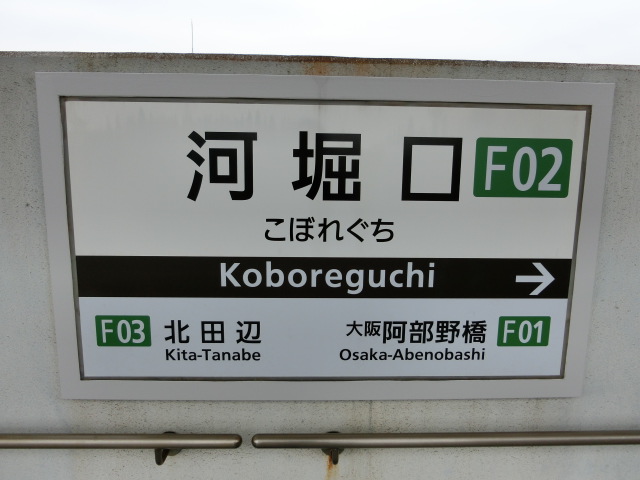 河堀口 F02
こぼれぐち
Koboreguchi →
F03 北田辺 大阪阿部野橋 F01
Kita-Tanabe Osaka-Abenobashi